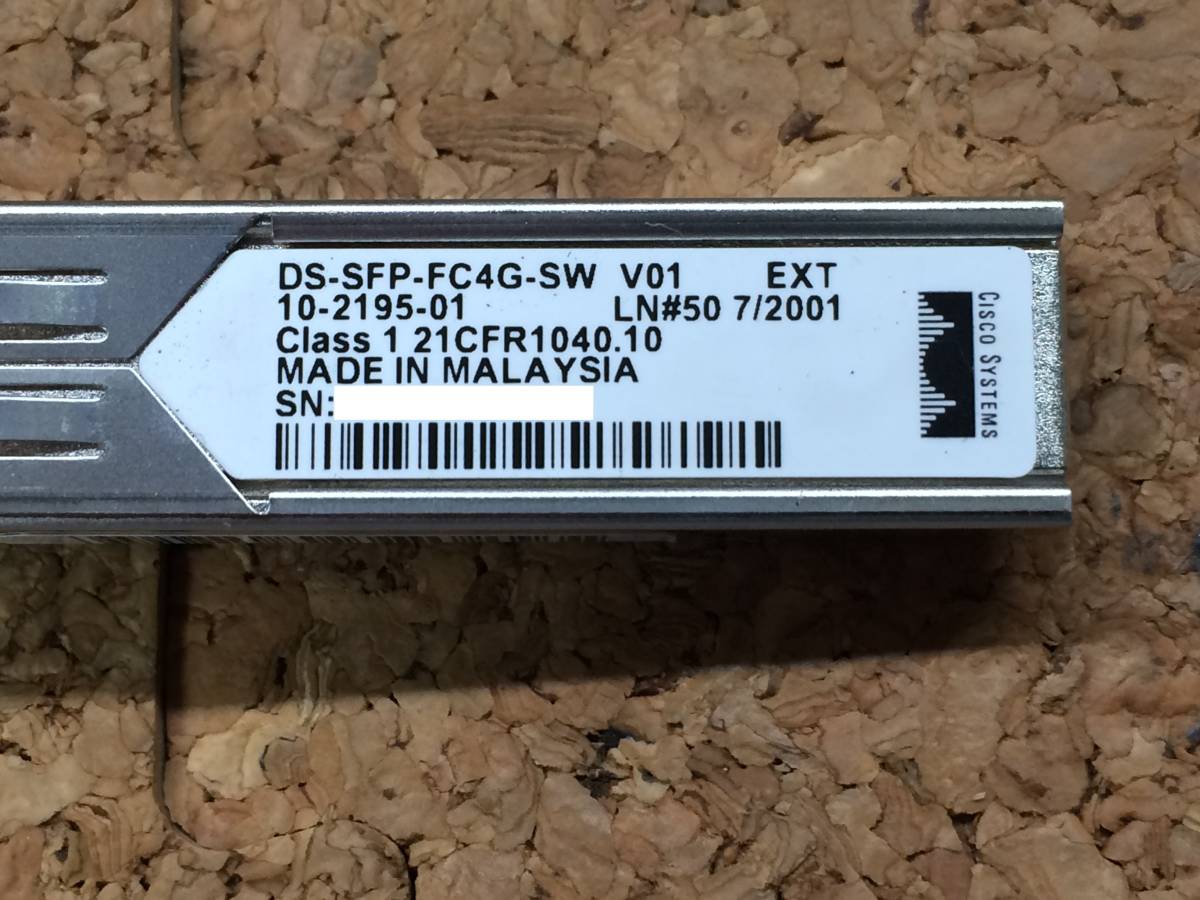 DS-SFP-FC4G-SW V01 EXT
10-2195-01 LN#50 7/2001
Class 1 21CFR1040.10
MADE IN MALAYSIA
SN:
CISCO SYSTEMS